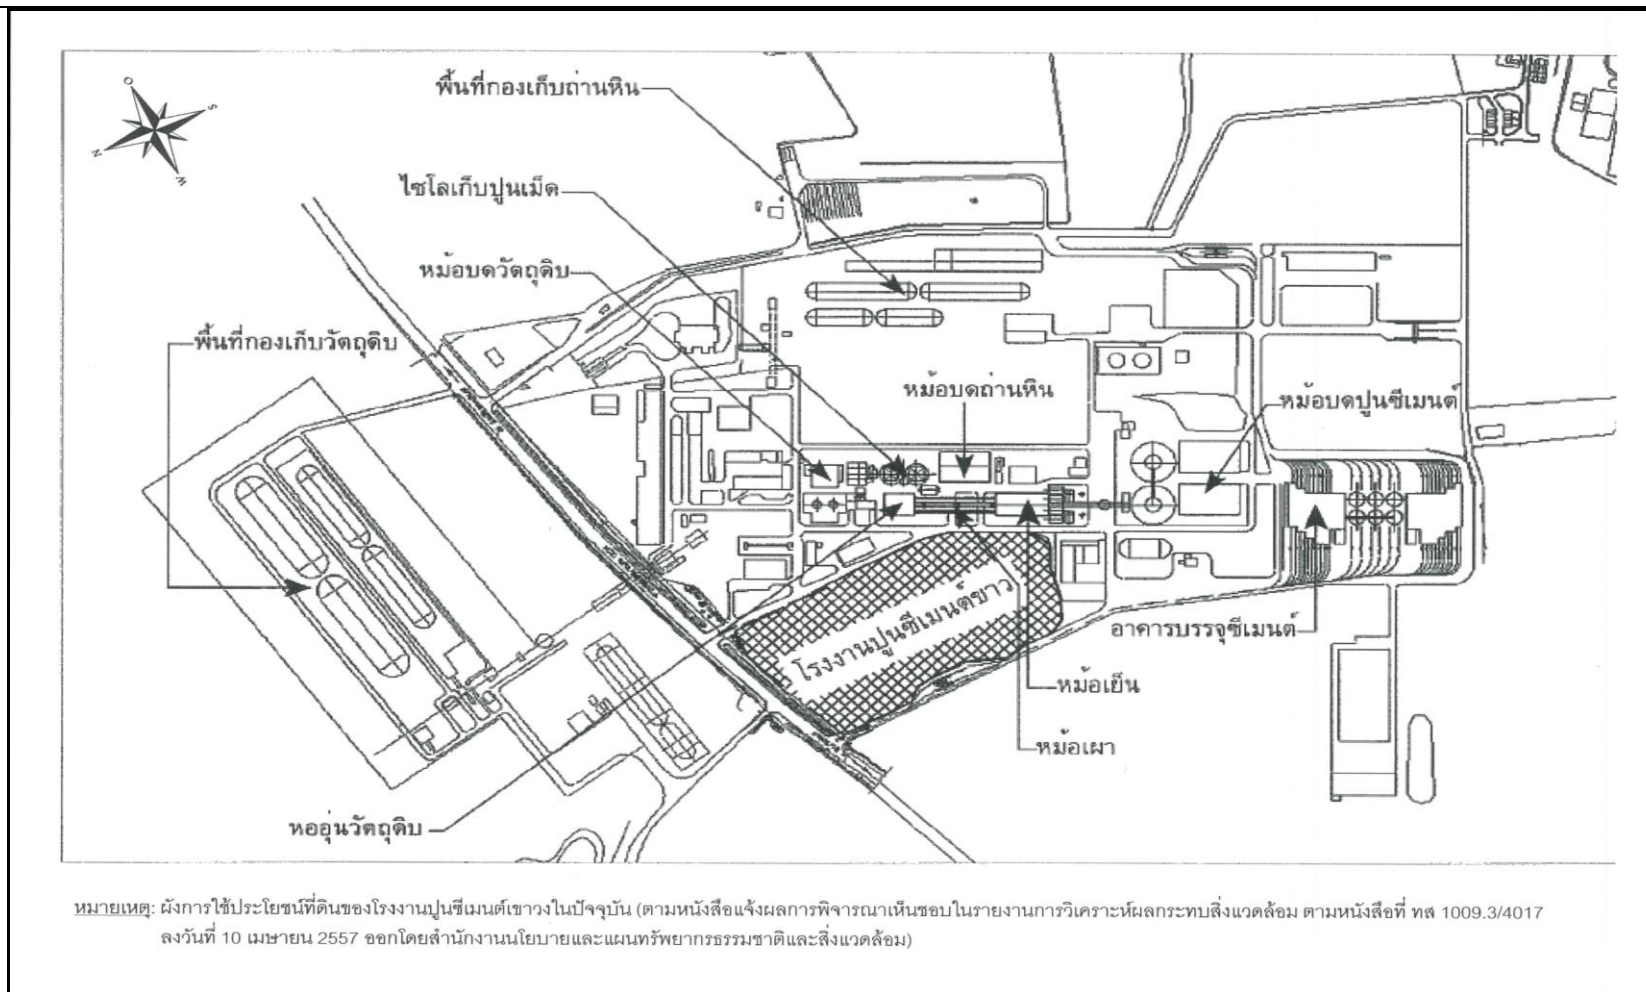 O
S
N
W
พื้นที่กองเก็บถ่านหิน
ไซโลเก็บปูนเม็ด
หม้อบดวัตถุดิบ
พื้นที่กองเก็บวัตถุดิบ
หม้อบดถ่านหิน
หม้อบดปูนซีเมนต์
โรงงานปูนซีเมนต์ขาว
อาคารบรรจุซีเมนต์
หม้อเย็น
หม้อเผา
หออุ่นวัตถุดิบ
หมายเหตุ: ผังการใช้ประโยชน์ที่ดินของโรงงานปูนซีเมนต์เขาวงในปัจจุบัน (ตามหนังสือแจ้งผลการพิจารณาเห็นชอบในรายงานการวิเคราะห์ผลกระทบสิ่งแวดล้อม ตามหนังสือที่ ทส 1009.3/4017
ลงวันที่ 10 เมษายน 2557 ออกโดยสำนักงานนโยบายและแผนทรัพยากรธรรมชาติและสิ่งแวดล้อม)